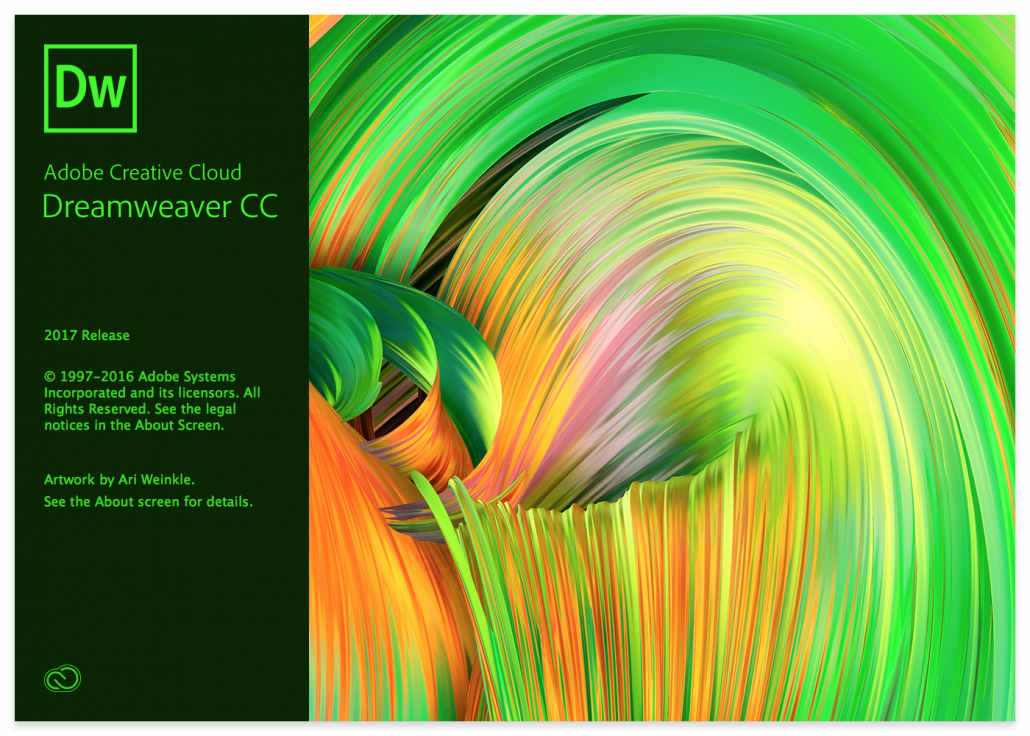 Dw
Adobe Creative Cloud
Dreamweaver CC
2017 Release
© 1997-2016 Adobe Systems
Incorporated and its licensors. All
Rights Reserved. See the legal
notices in the About Screen.
Artwork by Ari Weinkle.
See the About screen for details.